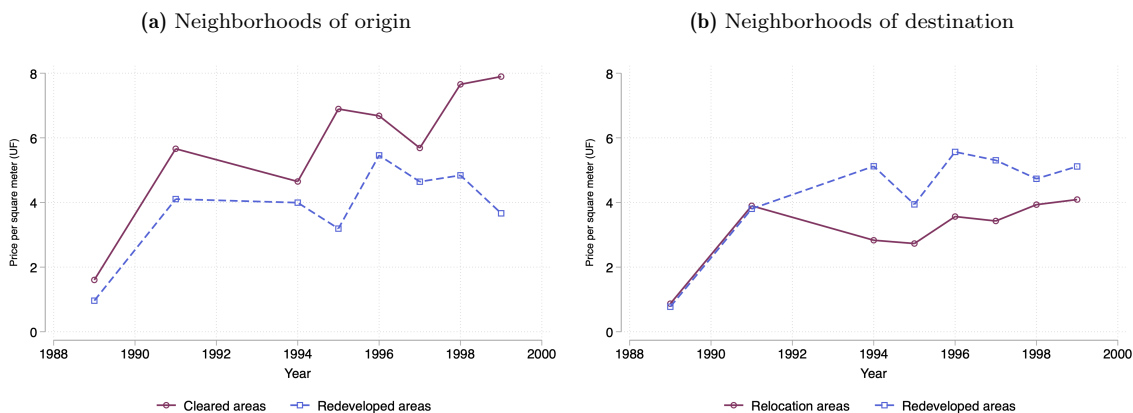 (a) Neighborhoods of origin
Price per square meter (UF)
8
6
4
2
0
1988 1990 1992 1994 1996 1998 2000
Year
Cleared areas Redeveloped areas
(b) Neighborhoods of destination
Price per square meter (UF)
8
6
4
2
0
1988 1990 1992 1994 1996 1998 2000
Year
Relocation areas Redeveloped areas